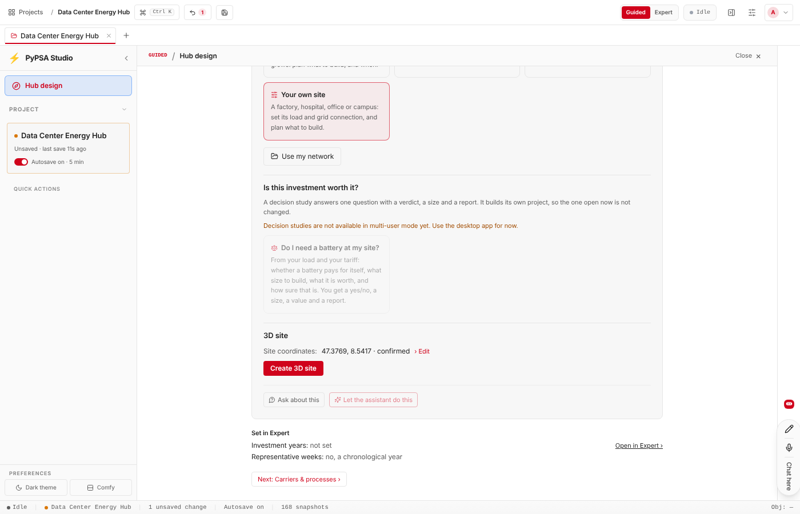 Projects / Data Center Energy Hub Ctrl K 1 Guided Expert Idle A
Data Center Energy Hub
PyPSA Studio
GUIDED / Hub design Close
Hub design
PROJECT
Data Center Energy Hub
Unsaved · last save 11s ago
Autosave on · 5 min
QUICK ACTIONS
Your own site
A factory, hospital, office or campus:
set its load and grid connection, and
plan what to build.
Use my network
Is this investment worth it?
A decision study answers one question with a verdict, a size and a report. It builds its own project, so the one open now is not
changed.
Decision studies are not available in multi-user mode yet. Use the desktop app for now.
Do I need a battery at my site?
From your load and your tariff:
whether a battery pays for itself, what
size to build, what it is worth, and
how sure that is. You get a yes/no, a
size, a value and a report.
3D site
Site coordinates: 47.3769, 8.5417 · confirmed › Edit
Create 3D site
Ask about this
Let the assistant do this
Set in Expert
Investment years: not set
Open in Expert ›
Representative weeks: no, a chronological year
Next: Carriers & processes ›
Chat here
PREFERENCES
Dark theme
Comfy
Idle Data Center Energy Hub 1 unsaved change Autosave on 168 snapshots Obj: —